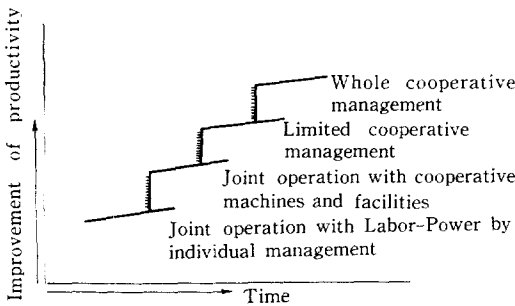 Improvement of productivity
Whole cooperative
management
Limited cooperative
management
Joint operation with cooperative
machines and facilities
Joint operation with Labor-Power by
individual management
Time